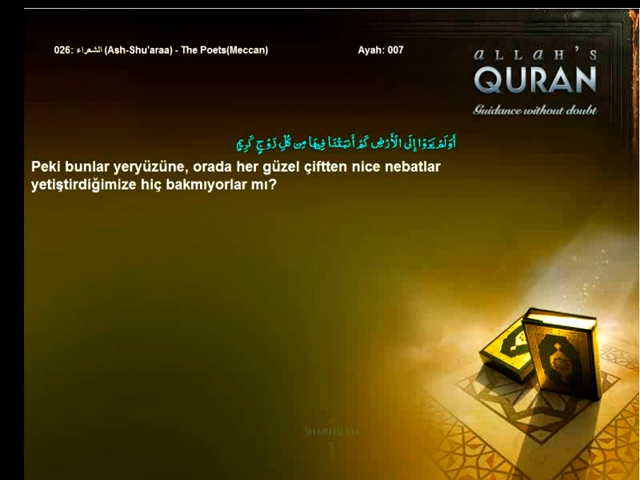 026: الشعراء (Ash-Shu'araa) - The Poets(Meccan) Ayah: 007
ALLAH'S
QURAN
Guidance without doubt
أَوَلَمْ يَرَوْا إِلَى الْأَرْضِ كَمْ أَنبَتْنَا فِيهَا مِن كُلِّ زَوْجٍ كَرِيمٍ
Peki bunlar yeryüzüne, orada her güzel çiftten nice nebatlar
yetiştirdiğimize hiç bakmıyorlar mı?